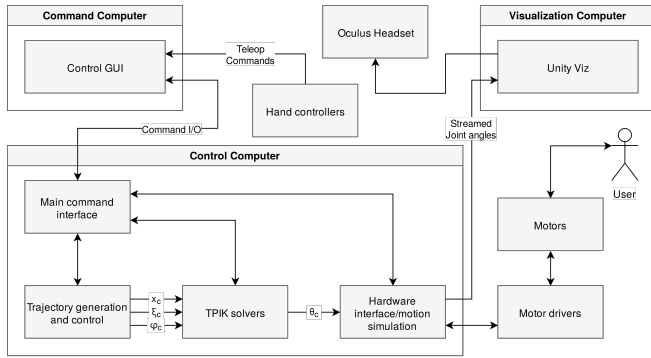 Command Computer
Control GUI
Teleop
Commands
Hand controllers
Oculus Headset
Visualization Computer
Unity Viz
Command I/O
Streamed
Joint angles
User
Control Computer
Main command
interface
Motors
Trajectory generation
and control
x_c
ξ_c
φ_c
TPIK solvers
θ_c
Hardware
interface/motion
simulation
Motor drivers